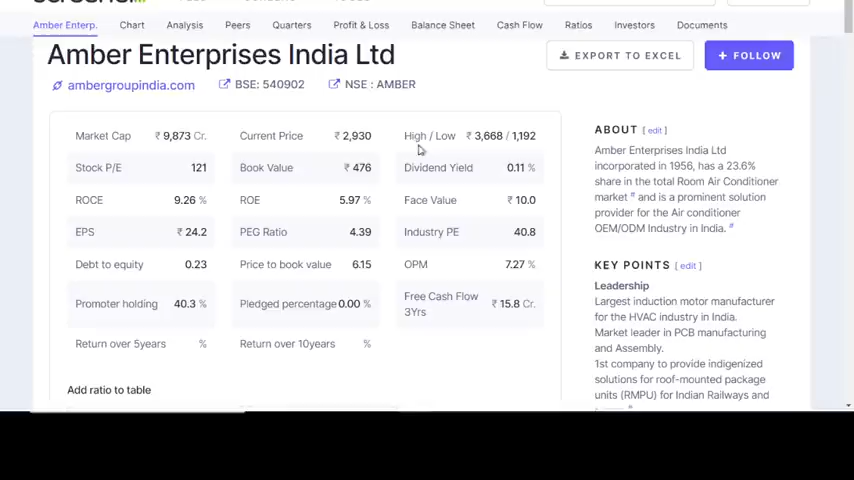 Amber Enterp.
Chart
Analysis
Peers
Quarters
Profit & Loss
Balance Sheet
Cash Flow
Ratios
Investors
Documents
Amber Enterprises India Ltd
EXPORT TO EXCEL
+ FOLLOW
ambergroupindia.com
BSE: 540902
NSE : AMBER
Market Cap ₹ 9,873 Cr.
Current Price ₹ 2,930
High / Low ₹ 3,668 / 1,192
Stock P/E 121
Book Value ₹ 476
Dividend Yield 0.11 %
ROCE 9.26 %
ROE 5.97 %
Face Value ₹ 10.0
EPS ₹ 24.2
PEG Ratio 4.39
Industry PE 40.8
Debt to equity 0.23
Price to book value 6.15
OPM 7.27 %
Promoter holding 40.3 %
Pledged percentage 0.00 %
Free Cash Flow ₹ 15.8 Cr.
3Yrs
Return over 5years %
Return over 10years %
Add ratio to table
ABOUT [ edit ]
Amber Enterprises India Ltd
incorporated in 1956, has a 23.6%
share in the total Room Air Conditioner
market # and is a prominent solution
provider for the Air conditioner
OEM/ODM Industry in India. #
KEY POINTS [ edit ]
Leadership
Largest induction motor manufacturer
for the HVAC industry in India.
Market leader in PCB manufacturing
and Assembly.
1st company to provide indigenized
solutions for roof-mounted package
units (RMPU) for Indian Railways and